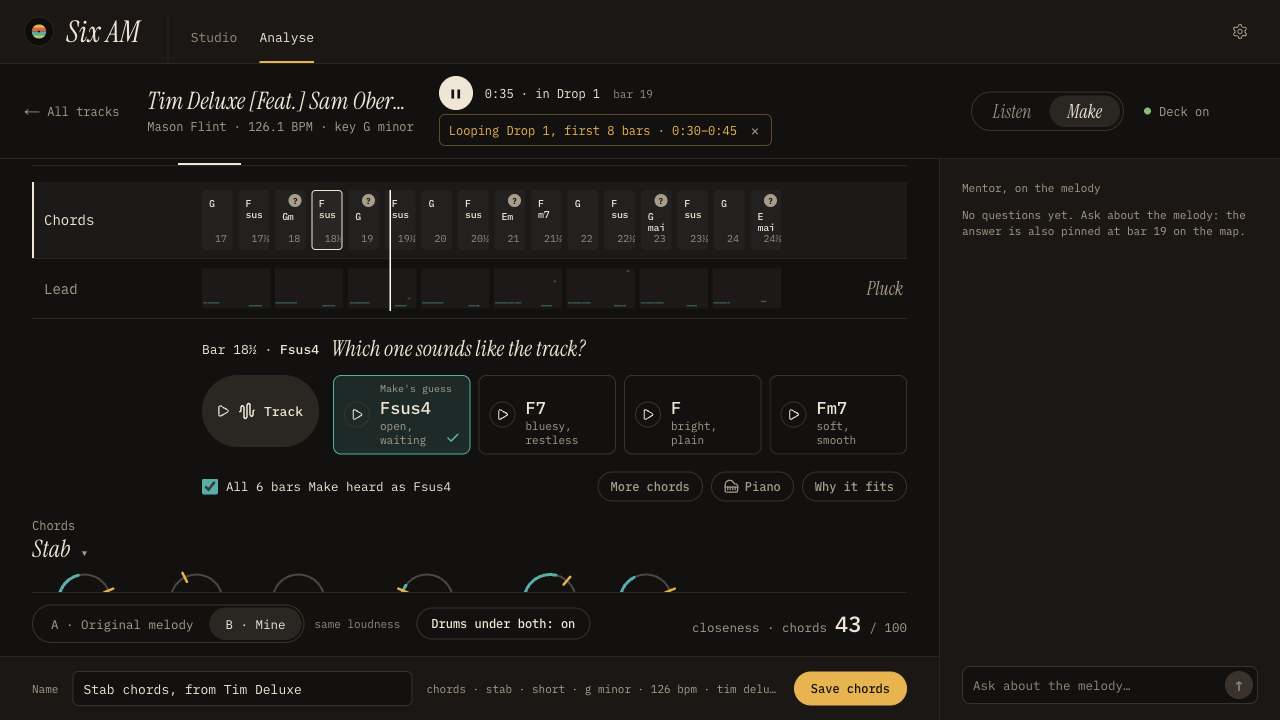 Six AM
Studio
Analyse
← All tracks
Tim Deluxe [Feat.] Sam Ober...
Mason Flint · 126.1 BPM · key G minor
0:35 · in Drop 1 bar 19
Looping Drop 1, first 8 bars · 0:30–0:45 ×
Listen
Make
Deck on
Chords
G 17
F sus 17½
Gm 18 ?
F sus 18½
G 19 ?
F sus 19½
G 20
F sus 20½
Em 21 ?
F m7 21½
G 22
F sus 22½
G mai 23 ?
F sus 23½
G 24
E mai 24½ ?
Lead
Pluck
Bar 18½ · Fsus4 Which one sounds like the track?
Track
Make's guess
Fsus4
open,
waiting
F7
bluesy,
restless
F
bright,
plain
Fm7
soft,
smooth
All 6 bars Make heard as Fsus4
More chords
Piano
Why it fits
Chords
Stab ▾
A · Original melody
B · Mine
same loudness
Drums under both: on
closeness · chords 43 / 100
Name
Stab chords, from Tim Deluxe
chords · stab · short · g minor · 126 bpm · tim delu…
Save chords
Mentor, on the melody
No questions yet. Ask about the melody: the
answer is also pinned at bar 19 on the map.
Ask about the melody…
↑